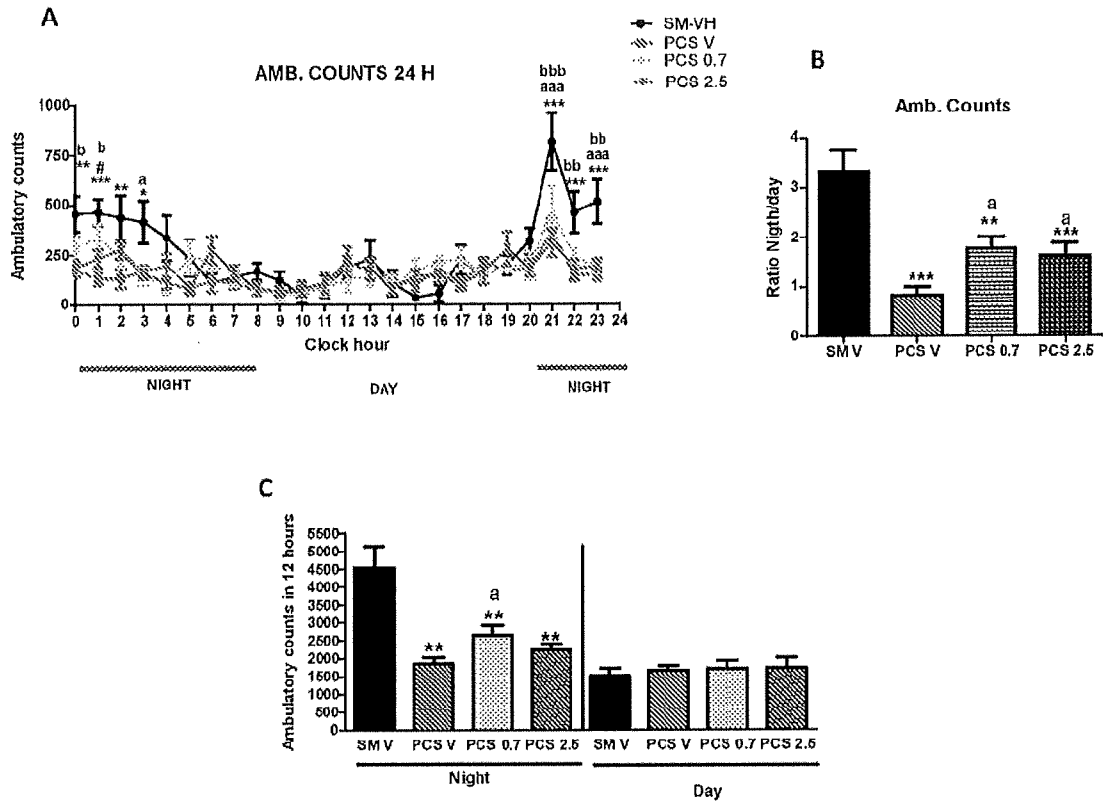 A
SM-VH
PCS V
PCS 0.7
PCS 2.5
AMB. COUNTS 24 H
Ambulatory counts
1000
750
500
250
0
b
**
b
#
***
**
a
*
bbb
aaa
***
bb
***
bb
aaa
***
0 1 2 3 4 5 6 7 8 9 10 11 12 13 14 15 16 17 18 19 20 21 22 23 24
Clock hour
NIGHT
DAY
NIGHT
B
Amb. Counts
Ratio Nigth/day
4
3
2
1
0
***
a
**
a
***
SM V PCS V PCS 0.7 PCS 2.5
C
Ambulatory counts in 12 hours
5500
5000
4500
4000
3500
3000
2500
2000
1500
1000
500
0
**
a
**
**
SM V PCS V PCS 0.7 PCS 2.5 SM V PCS V PCS 0.7 PCS 2.5
Night
Day